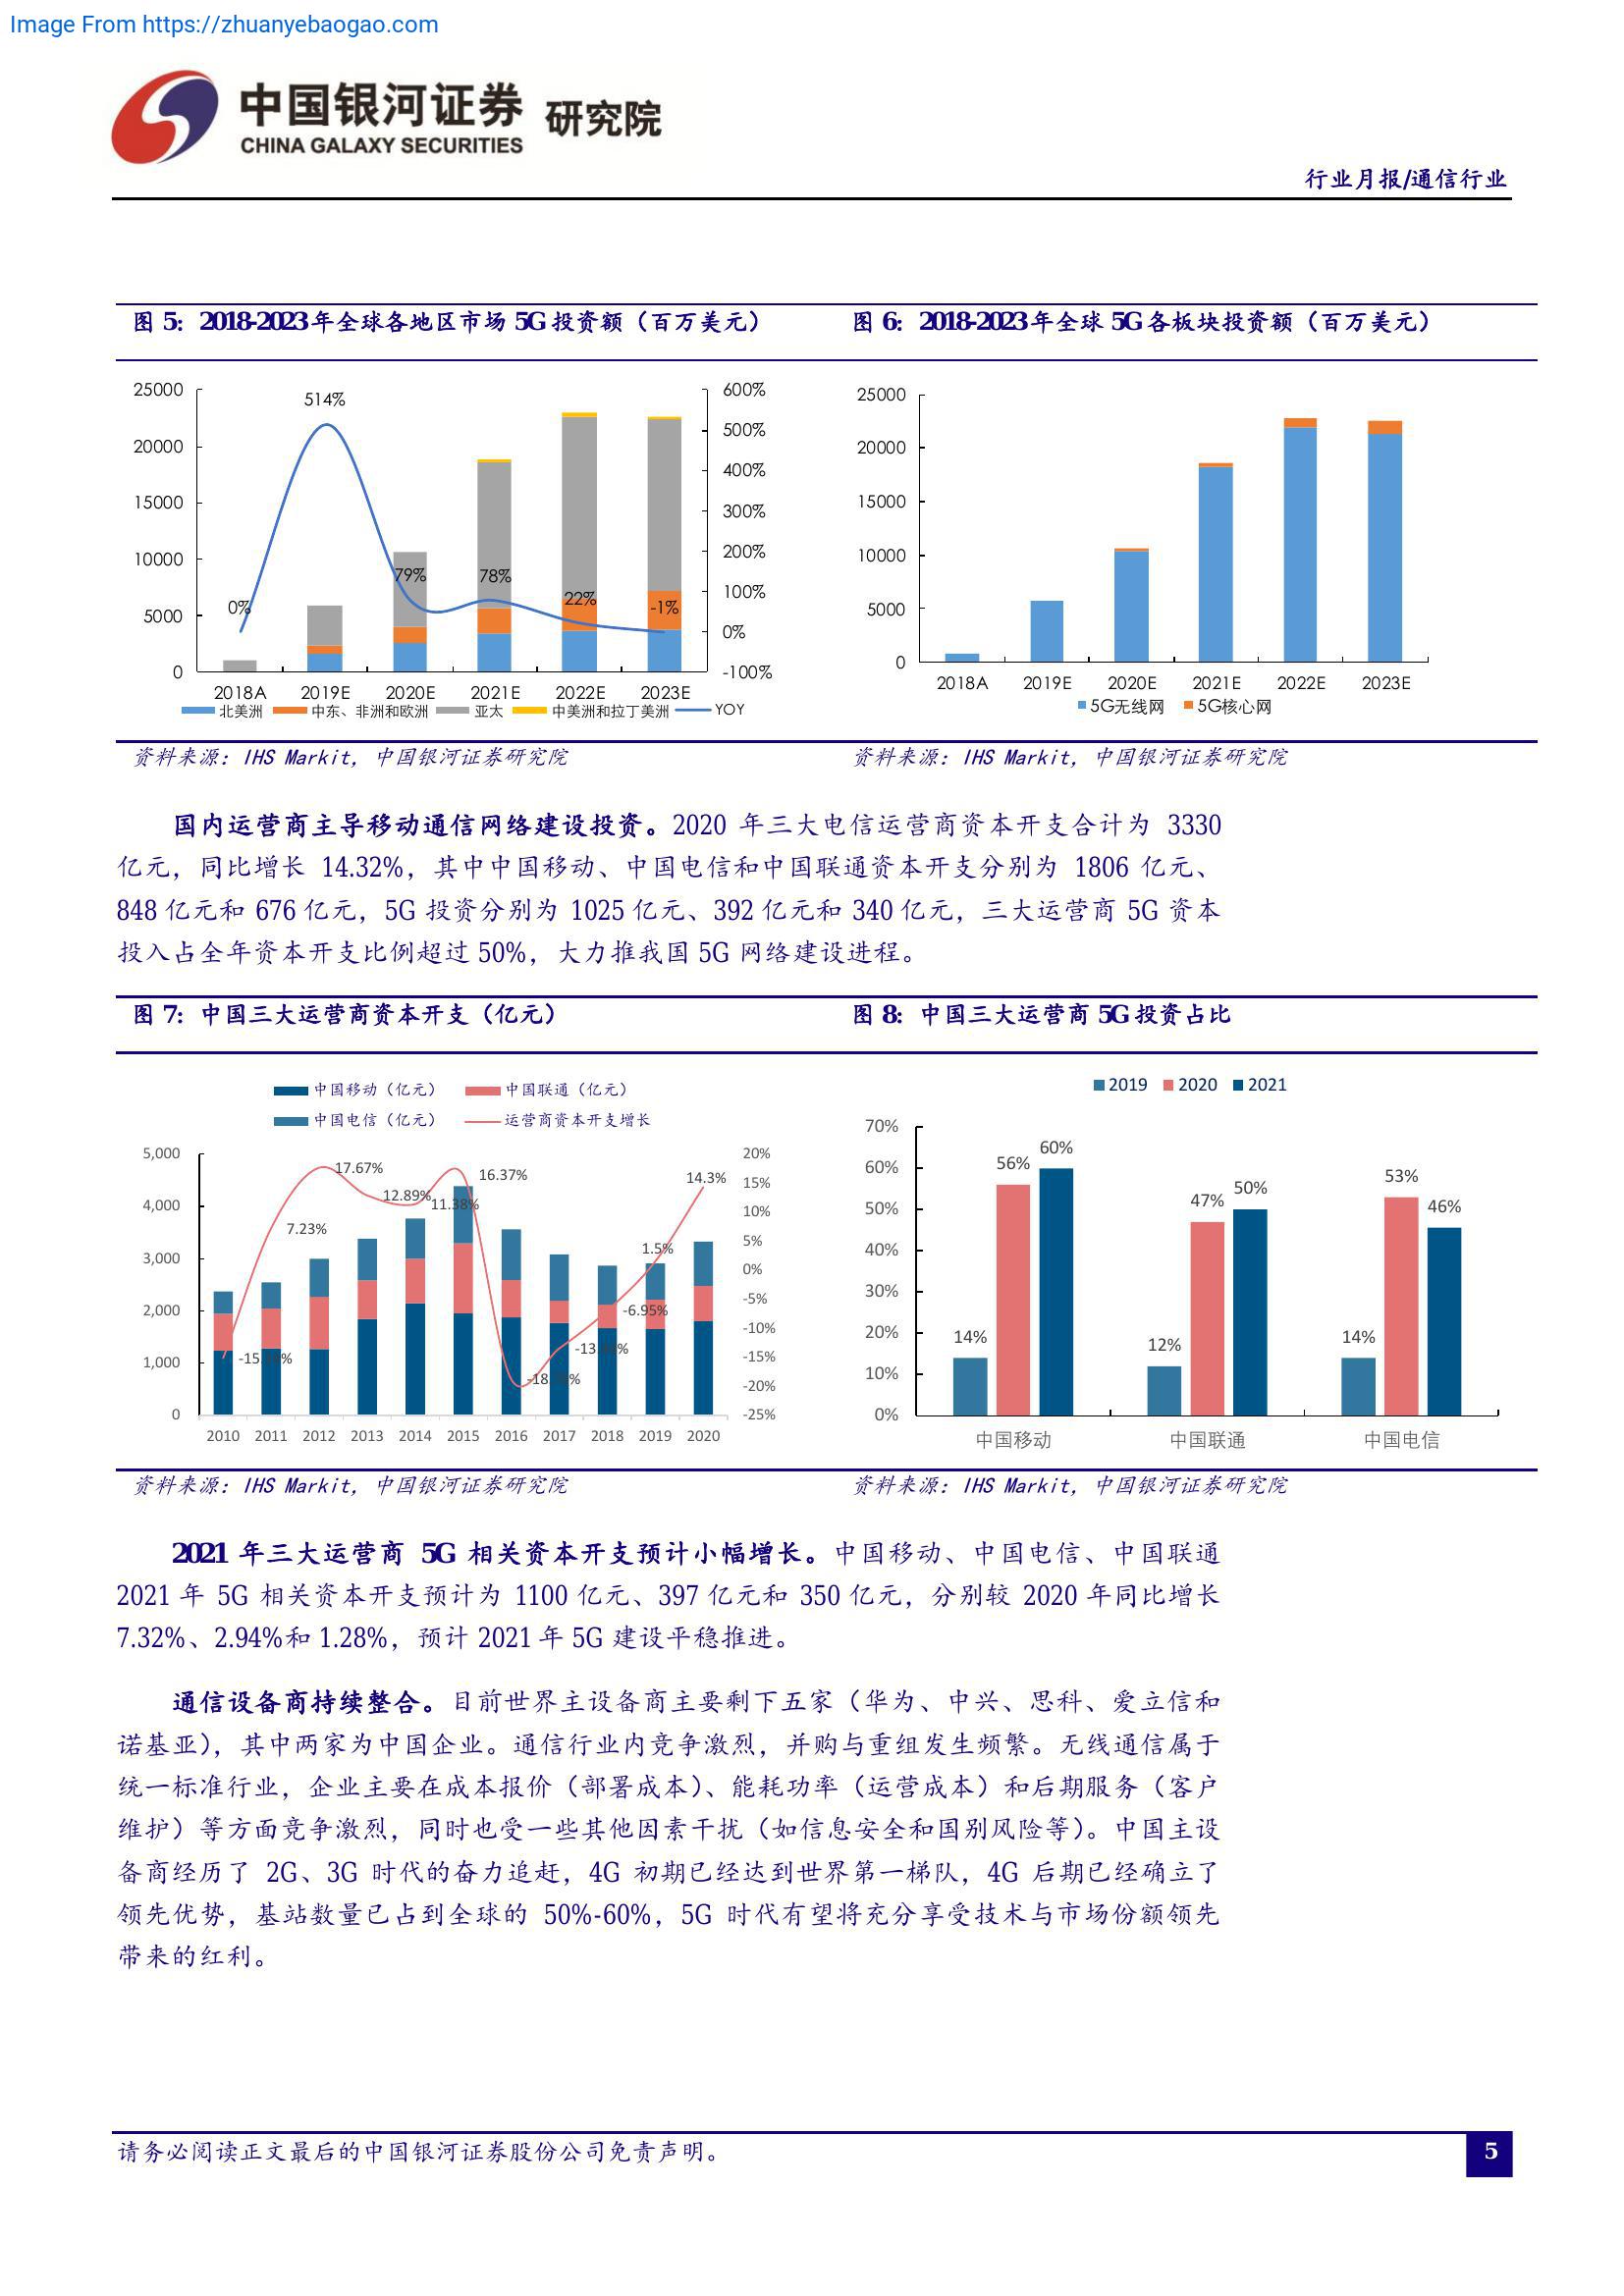 Image From https://zhuanyebaogao.com
中国银河证券 研究院
CHINA GALAXY SECURITIES
行业月报/通信行业
图 5: 2018-2023年全球各地区市场 5G 投资额（百万美元）
25000
20000
15000
10000
5000
0
600%
500%
400%
300%
200%
100%
0%
-100%
0%
514%
79%
78%
22%
-1%
2018A 2019E 2020E 2021E 2022E 2023E
北美洲 中东、非洲和欧洲 亚太 中美洲和拉丁美洲 YOY
资料来源: IHS Markit, 中国银河证券研究院
图 6: 2018-2023年全球 5G 各板块投资额（百万美元）
25000
20000
15000
10000
5000
0
2018A 2019E 2020E 2021E 2022E 2023E
5G无线网 5G核心网
资料来源: IHS Markit, 中国银河证券研究院
国内运营商主导移动通信网络建设投资。2020 年三大电信运营商资本开支合计为 3330
亿元，同比增长 14.32%，其中中国移动、中国电信和中国联通资本开支分别为 1806 亿元、
848 亿元和 676 亿元，5G 投资分别为 1025 亿元、392 亿元和 340 亿元，三大运营商 5G 资本
投入占全年资本开支比例超过 50%，大力推我国 5G 网络建设进程。
图 7: 中国三大运营商资本开支（亿元）
中国移动（亿元） 中国联通（亿元）
中国电信（亿元） 运营商资本开支增长
5,000
4,000
3,000
2,000
1,000
0
20%
15%
10%
5%
0%
-5%
-10%
-15%
-20%
-25%
7.23%
17.67%
12.89%
11.38%
16.37%
-6.95%
1.5%
14.3%
2010 2011 2012 2013 2014 2015 2016 2017 2018 2019 2020
资料来源: IHS Markit, 中国银河证券研究院
图 8: 中国三大运营商 5G 投资占比
2019 2020 2021
70%
60%
50%
40%
30%
20%
10%
0%
14% 56% 60%
12% 47% 50%
14% 53% 46%
中国移动 中国联通 中国电信
资料来源: IHS Markit, 中国银河证券研究院
2021 年三大运营商 5G 相关资本开支预计小幅增长。中国移动、中国电信、中国联通
2021 年 5G 相关资本开支预计为 1100 亿元、397 亿元和 350 亿元，分别较 2020 年同比增长
7.32%、2.94%和 1.28%，预计 2021 年 5G 建设平稳推进。
通信设备商持续整合。目前世界主设备商主要剩下五家（华为、中兴、思科、爱立信和
诺基亚），其中两家为中国企业。通信行业内竞争激烈，并购与重组发生频繁。无线通信属于
统一标准行业，企业主要在成本报价（部署成本）、能耗功率（运营成本）和后期服务（客户
维护）等方面竞争激烈，同时也受一些其他因素干扰（如信息安全和国别风险等）。中国主设
备商经历了 2G、3G 时代的奋力追赶，4G 初期已经达到世界第一梯队，4G 后期已经确立了
领先优势，基站数量已占到全球的 50%-60%，5G 时代有望将充分享受技术与市场份额领先
带来的红利。
请务必阅读正文最后的中国银河证券股份公司免责声明。
5